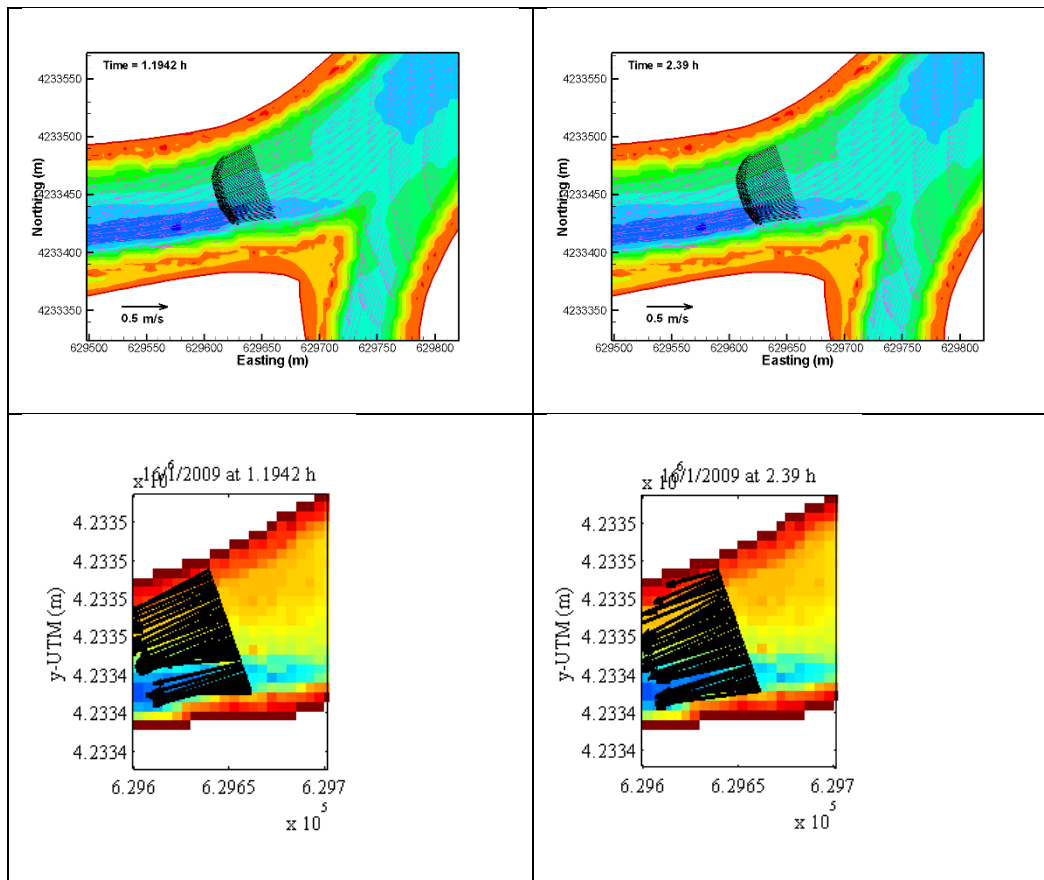 Time = 1.1942 h
4233550
4233500
4233450
4233400
4233350
Northing (m)
0.5 m/s
629500 629550 629600 629650 629700 629750 629800
Easting (m)
Time = 2.39 h
4233550
4233500
4233450
4233400
4233350
Northing (m)
0.5 m/s
629500 629550 629600 629650 629700 629750 629800
Easting (m)
x 10^6
16/1/2009 at 1.1942 h
4.2335
4.2335
4.2335
4.2335
4.2334
4.2334
4.2334
y-UTM (m)
6.296 6.2965 6.297
x 10^5
x 10^6
16/1/2009 at 2.39 h
4.2335
4.2335
4.2335
4.2335
4.2334
4.2334
4.2334
y-UTM (m)
6.296 6.2965 6.297
x 10^5